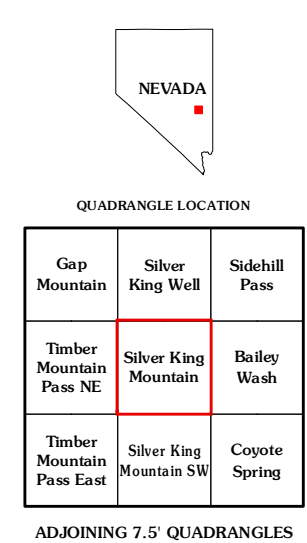 NEVADA
QUADRANGLE LOCATION
Gap
Mountain
Silver
King Well
Sidehill
Pass
Timber
Mountain
Pass NE
Silver King
Mountain
Bailey
Wash
Timber
Mountain
Pass East
Silver King
Mountain SW
Coyote
Spring
ADJOINING 7.5' QUADRANGLES